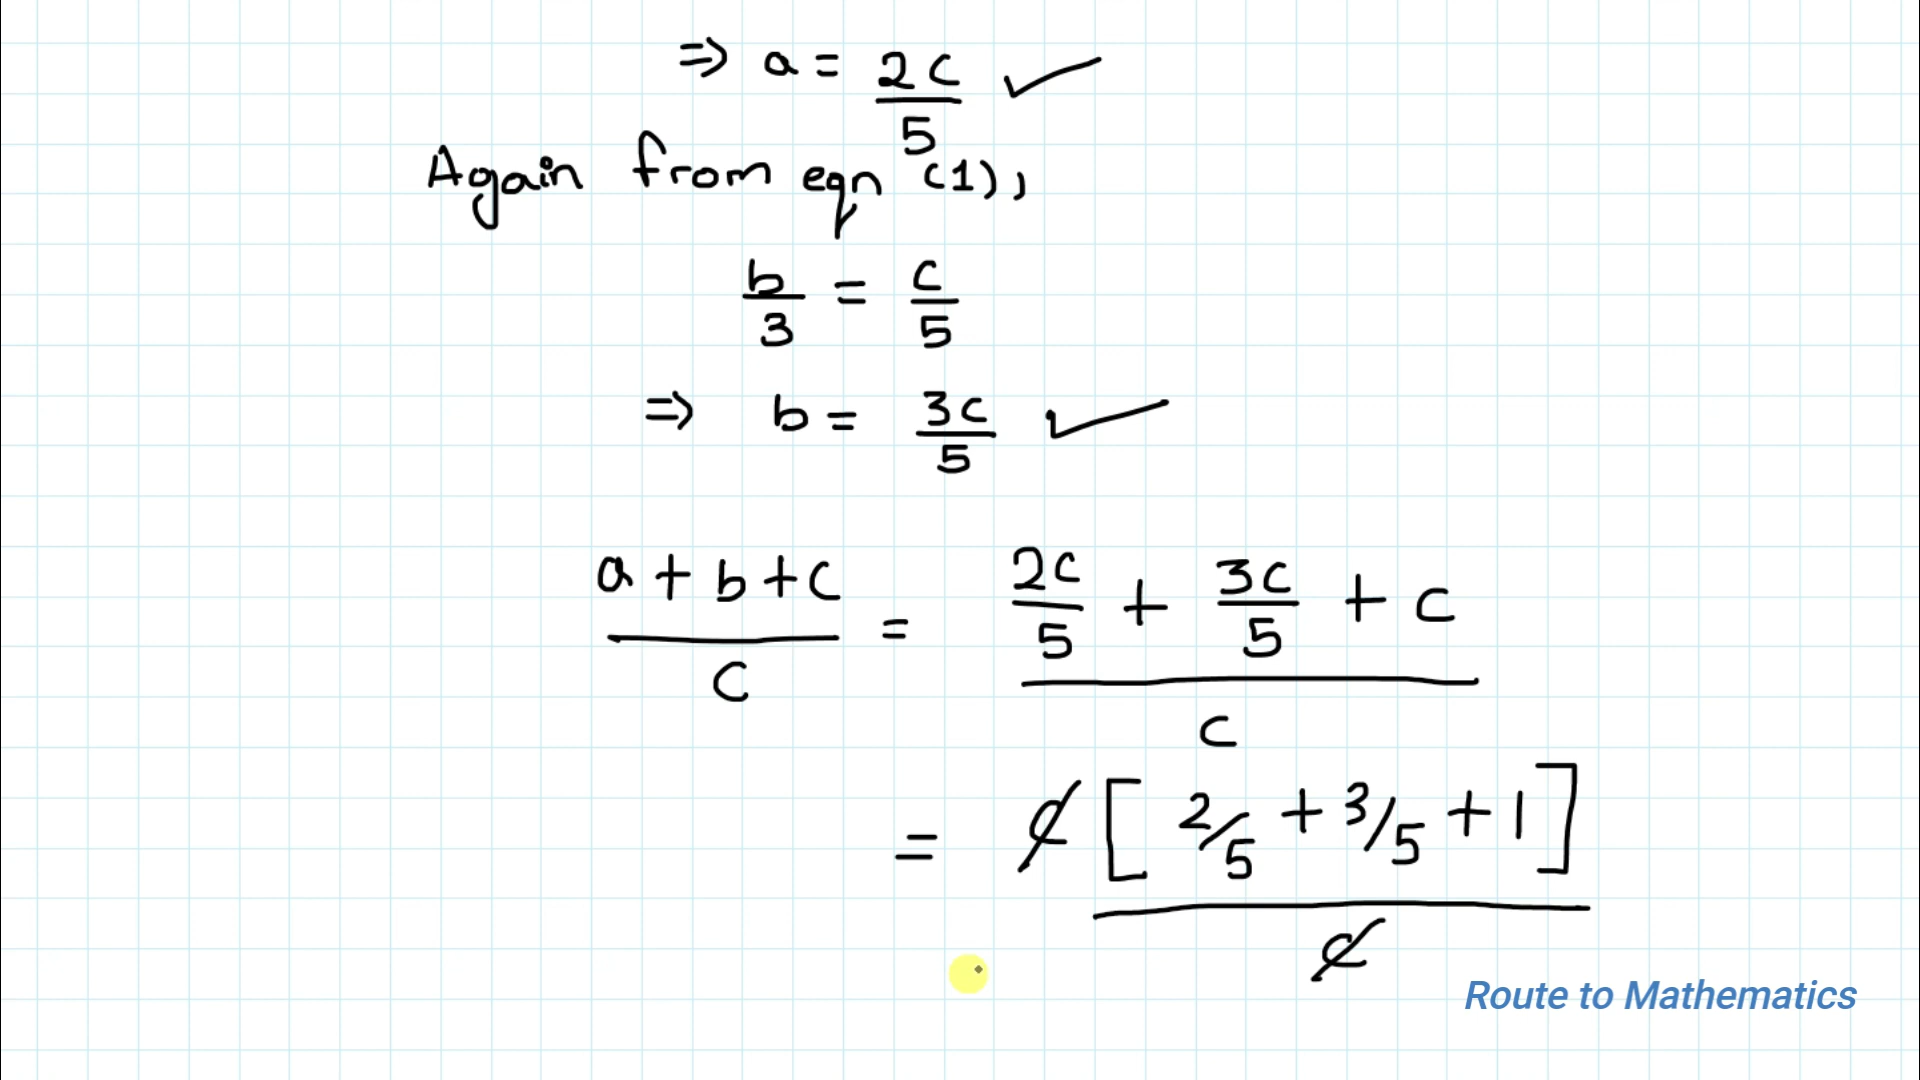 ⇒ a = 2c/5 ✓
Again from eqn (1),
b/3 = c/5
⇒ b = 3c/5 ✓
(a + b + c)/c = (2c/5 + 3c/5 + c)/c
= c[2/5 + 3/5 + 1]/c
Route to Mathematics